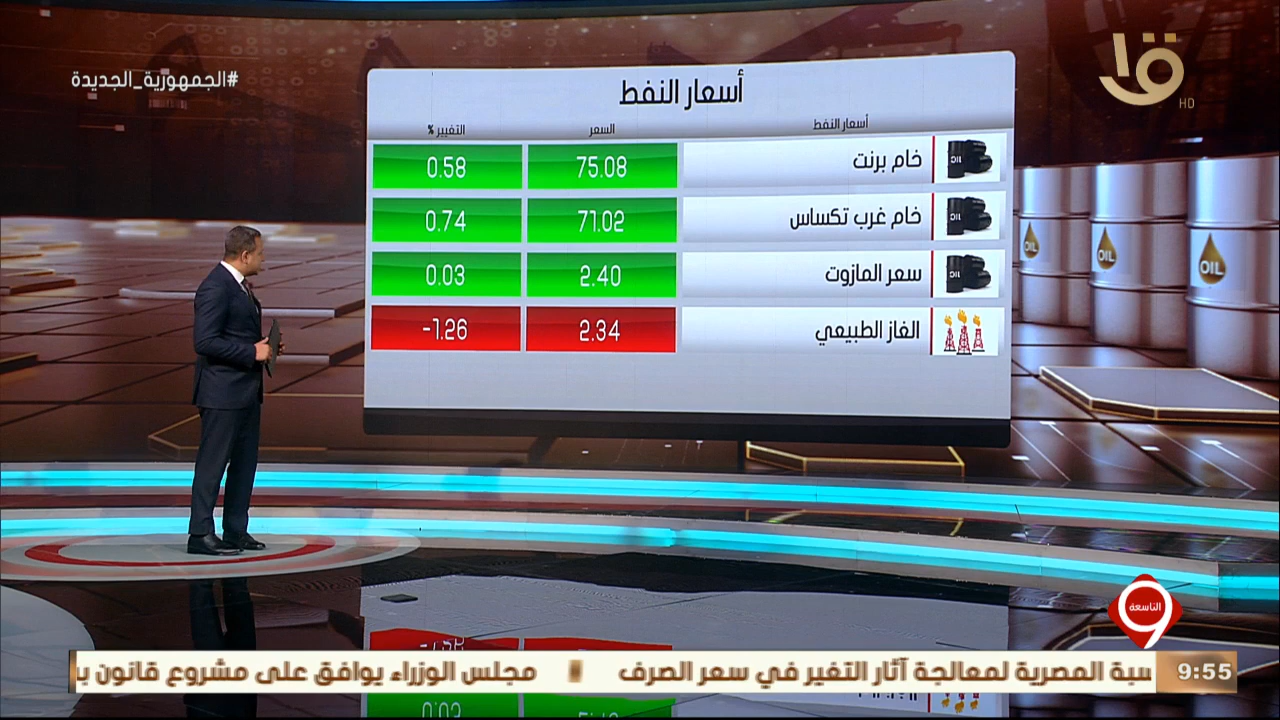 #الجمهورية_الجديدة
HD
أسعار النفط
أسعار النفط السعر التغيير %
خام برنت 75.08 0.58
خام غرب تكساس 71.02 0.74
سعر المازوت 2.40 0.03
الغاز الطبيعي 2.34 -1.26
OIL
OIL
OIL
التاسعة
9
9:55
سبة المصرية لمعالجة آثار التغير في سعر الصرف
مجلس الوزراء يوافق على مشروع قانون